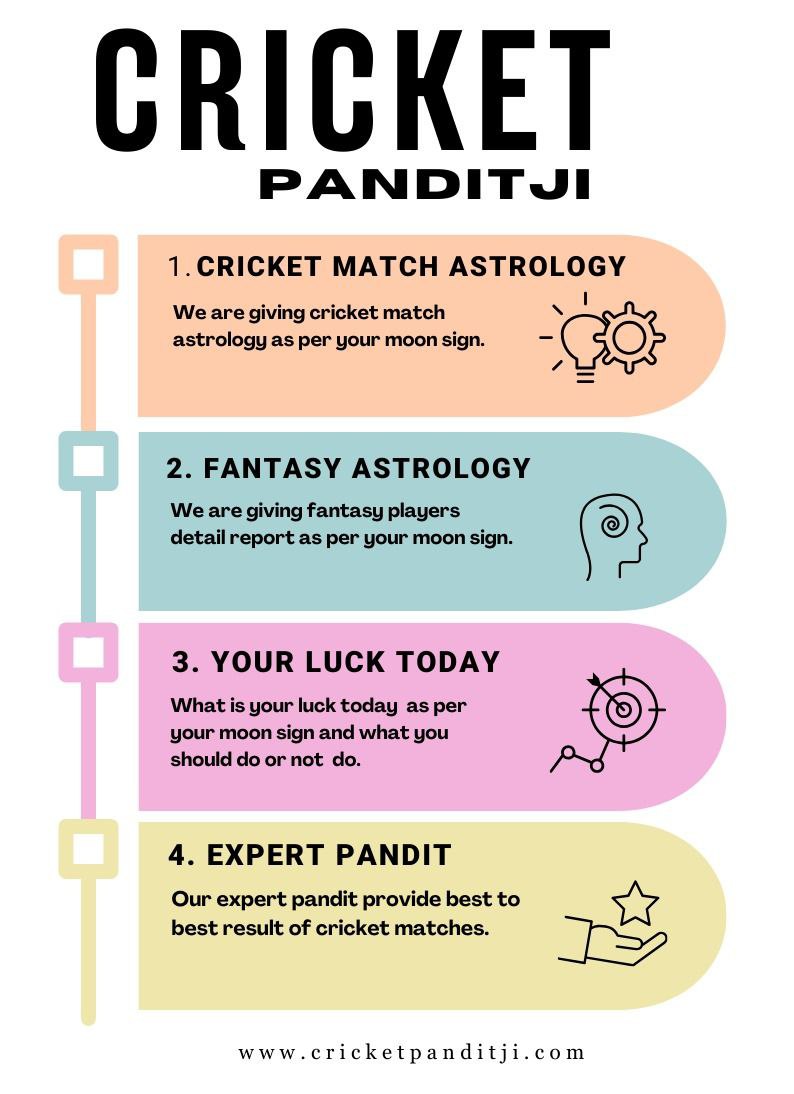 CRICKET
PANDITJI
1. CRICKET MATCH ASTROLOGY
We are giving cricket match
astrology as per your moon sign.
2. FANTASY ASTROLOGY
We are giving fantasy players
detail report as per your moon sign.
3. YOUR LUCK TODAY
What is your luck today as per
your moon sign and what you
should do or not do.
4. EXPERT PANDIT
Our expert pandit provide best to
best result of cricket matches.
www.cricketpanditji.com